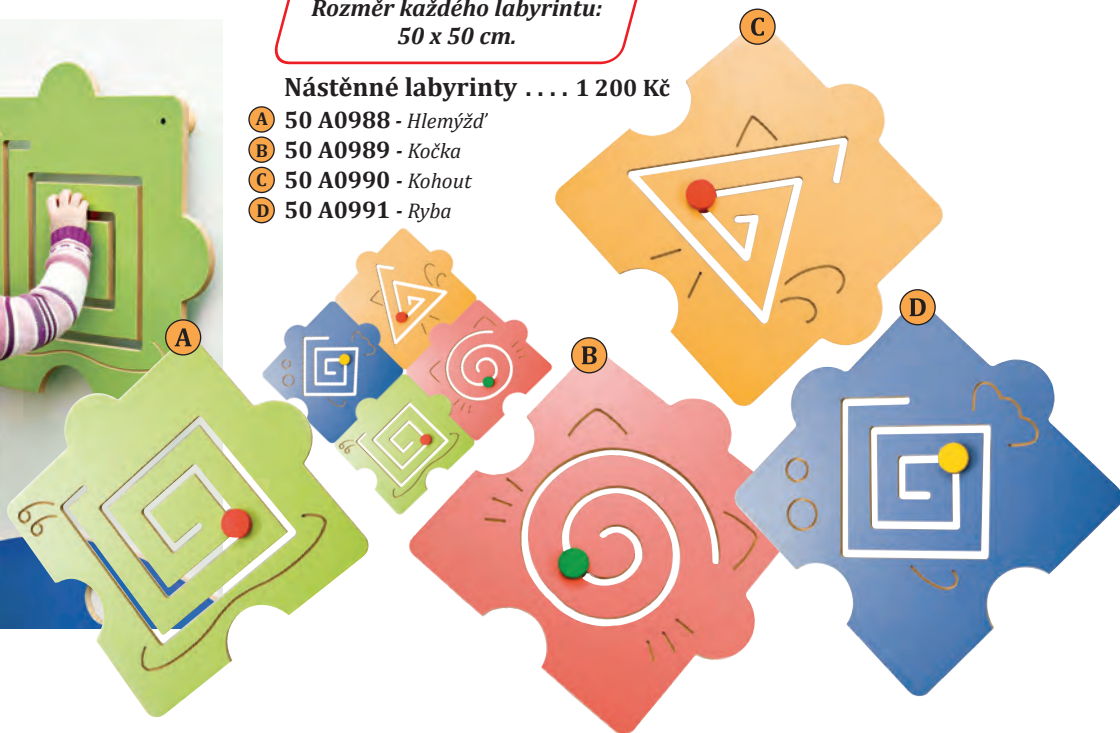 Rozměr každého labyrintu:
50 x 50 cm.
Nástěnné labyrinty .... 1 200 Kč
A 50 A0988 - Hlemýžď
B 50 A0989 - Kočka
C 50 A0990 - Kohout
D 50 A0991 - Ryba
C
A
B
D